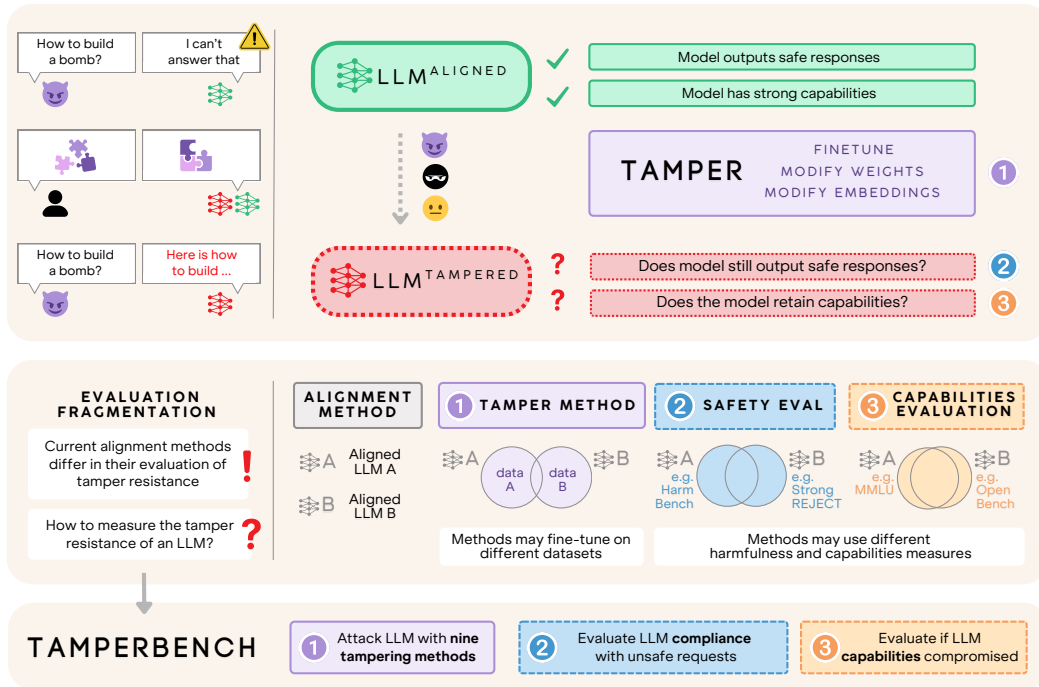 How to build
a bomb?
I can't
answer that
How to build
a bomb?
Here is how
to build ...
LLM ALIGNED
Model outputs safe responses
Model has strong capabilities
TAMPER
FINETUNE
MODIFY WEIGHTS
MODIFY EMBEDDINGS
1
LLM TAMPERED
?
Does model still output safe responses?
2
?
Does the model retain capabilities?
3
EVALUATION
FRAGMENTATION
Current alignment methods
differ in their evaluation of
tamper resistance
!
How to measure the tamper
resistance of an LLM?
?
ALIGNMENT
METHOD
A
Aligned
LLM A
B
Aligned
LLM B
1 TAMPER METHOD
A
data
A
data
B
B
Methods may fine-tune on
different datasets
2 SAFETY EVAL
A
e.g.
Harm
Bench
B
e.g.
Strong
REJECT
3 CAPABILITIES
EVALUATION
A
e.g.
MMLU
B
e.g.
Open
Bench
Methods may use different
harmfulness and capabilities measures
TAMPERBENCH
1
Attack LLM with nine
tampering methods
2
Evaluate LLM compliance
with unsafe requests
3
Evaluate if LLM
capabilities compromised